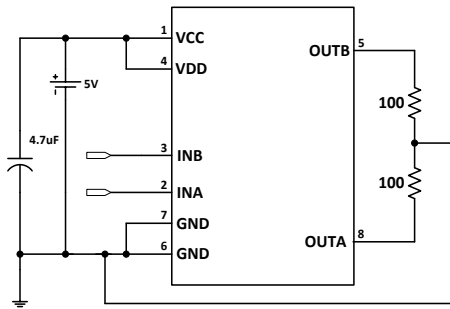 1 VCC
OUTB 5
4 VDD
+
-
5V
100
4.7uF
3 INB
2 INA
100
7 GND
OUTA 8
6 GND